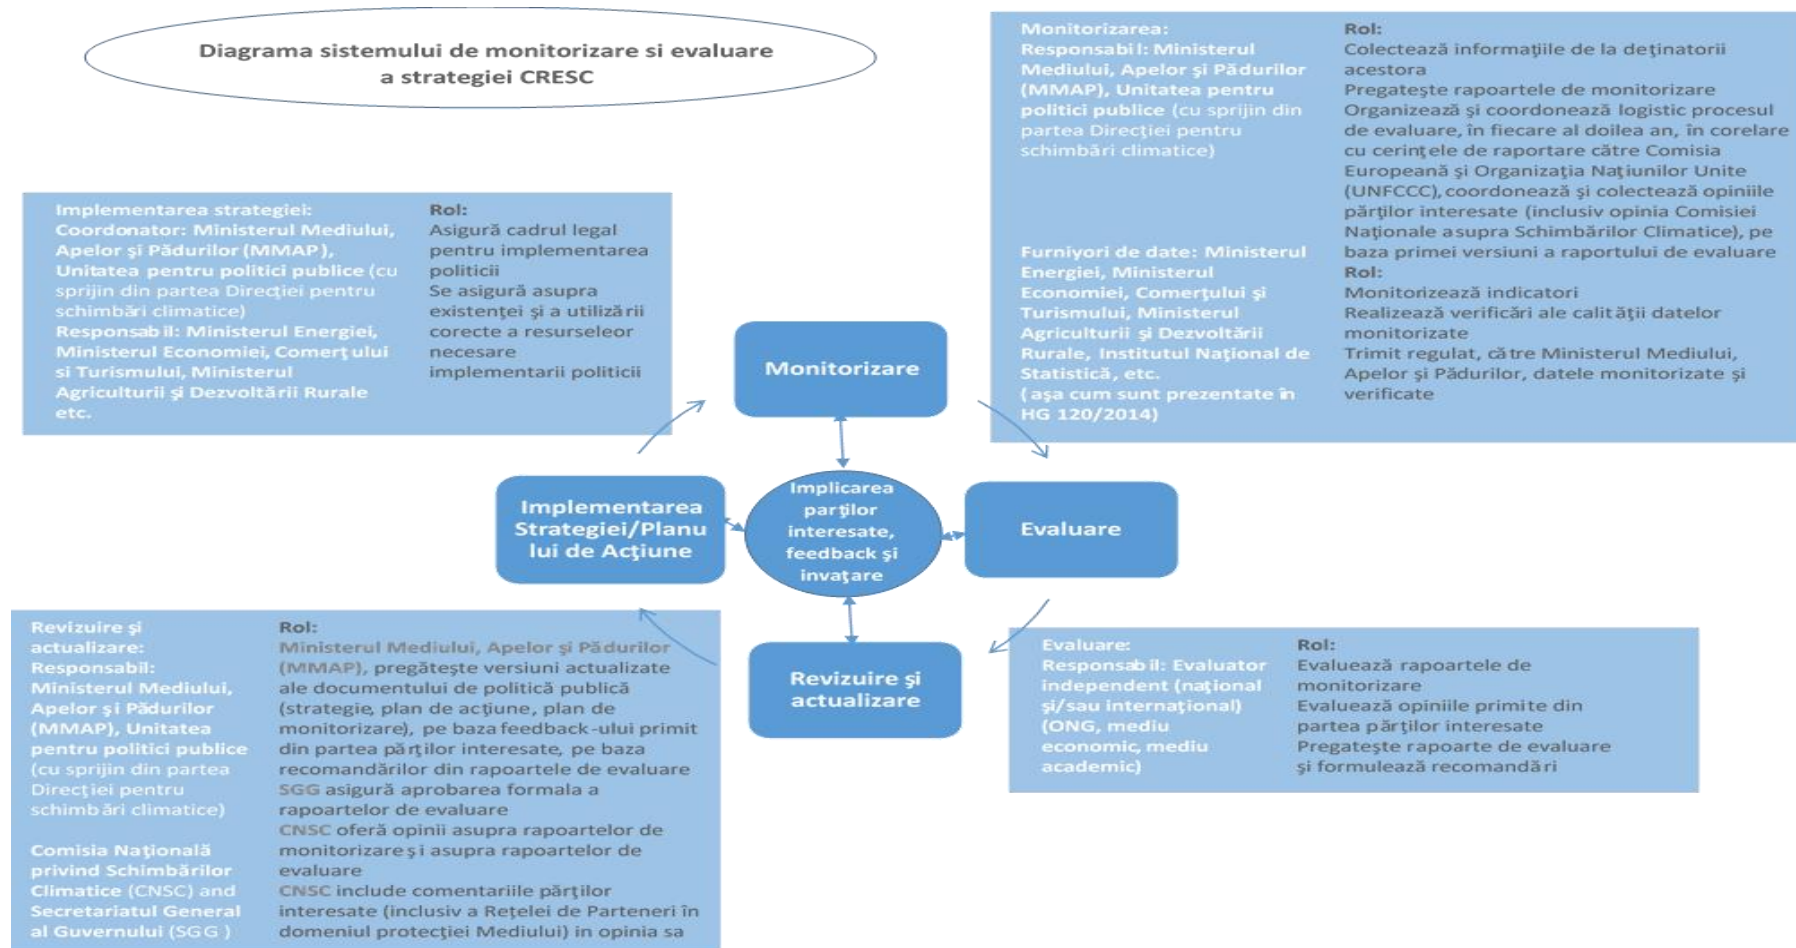 Diagrama sistemului de monitorizare si evaluare
a strategiei CRESC
Monitorizarea:
Responsabil: Ministerul
Mediului, Apelor şi Pădurilor
(MMAP), Unitatea pentru
politici publice (cu sprijin din
partea Direcţiei pentru
schimbări climatice)
Furniyori de date: Ministerul
Energiei, Ministerul
Economiei, Comerţului şi
Turismului, Ministerul
Agriculturii şi Dezvoltării
Rurale, Institutul Naţional de
Statistică, etc.
( aşa cum sunt prezentate în
HG 120/2014)
Rol:
Colectează informaţiile de la deţinatorii
acestora
Pregateşte rapoartele de monitorizare
Organizează şi coordonează logistic procesul
de evaluare, în fiecare al doilea an, în corelare
cu cerinţele de raportare către Comisia
Europeană şi Organizaţia Naţiunilor Unite
(UNFCCC), coordonează şi colectează opiniile
părţilor interesate (inclusiv opinia Comisiei
Naţionale asupra Schimbărilor Climatice), pe
baza primei versiuni a raportului de evaluare
Rol:
Monitorizează indicatori
Realizează verificări ale calităţii datelor
monitorizate
Trimit regulat, către Ministerul Mediului,
Apelor şi Pădurilor, datele monitorizate şi
verificate
Implementarea strategiei:
Coordonator: Ministerul Mediului,
Apelor şi Pădurilor (MMAP),
Unitatea pentru politici publice (cu
sprijin din partea Direcţiei pentru
schimbări climatice)
Responsabil: Ministerul Energiei,
Ministerul Economiei, Comerţului
si Turismului, Ministerul
Agriculturii şi Dezvoltării Rurale
etc.
Rol:
Asigură cadrul legal
pentru implementarea
politicii
Se asigură asupra
existenţei şi a utilizării
corecte a resurseleor
necesare
implementarii politicii
Monitorizare
Implementarea
Strategiei/Planu
lui de Acţiune
Implicarea
parţilor
interesate,
feedback şi
invaţare
Evaluare
Revizuire şi
actualizare
Revizuire şi
actualizare:
Responsabil:
Ministerul Mediului,
Apelor şi Pădurilor
(MMAP), Unitatea
pentru politici publice
(cu sprijin din partea
Direcţiei pentru
schimbări climatice)
Comisia Naţională
privind Schimbărilor
Climatice (CNSC) and
Secretariatul General
al Guvernului (SGG )
Rol:
Ministerul Mediului, Apelor şi Pădurilor
(MMAP), pregăteşte versiuni actualizate
ale documentului de politică publică
(strategie, plan de acţiune, plan de
monitorizare), pe baza feedback-ului primit
din partea părţilor interesate, pe baza
recomandărilor din rapoartele de evaluare
SGG asigură aprobarea formala a
rapoartelor de evaluare
CNSC oferă opinii asupra rapoartelor de
monitorizare şi asupra rapoartelor de
evaluare
CNSC include comentariile părţilor
interesate (inclusiv a Reţelei de Parteneri în
domeniul protecţiei Mediului) in opinia sa
Evaluare:
Responsabil: Evaluator
independent (naţional
şi/sau internaţional)
(ONG, mediu
economic, mediu
academic)
Rol:
Evaluează rapoartele de
monitorizare
Evaluează opiniile primite din
partea părţilor interesate
Pregateşte rapoarte de evaluare
şi formulează recomandări